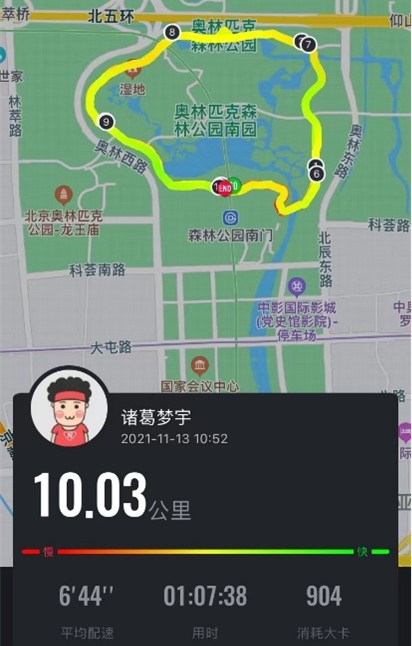 萃桥
北五环
奥林匹克
森林公园
仰山
世家
林萃路
湿地
8
7
奥林匹克森
林公园南园
9
奥林西路
奥林东路
6
END
北京奥林匹克
公园-龙王庙
森林公园南门
科荟路
科荟南路
北辰东路
中影国际影城
(党史馆影院)-
停车场
大屯路
国家会议中心
诸葛梦宇
2021-11-13 10:52
10.03公里
慢
快
6'44''
01:07:38
904
平均配速
用时
消耗大卡